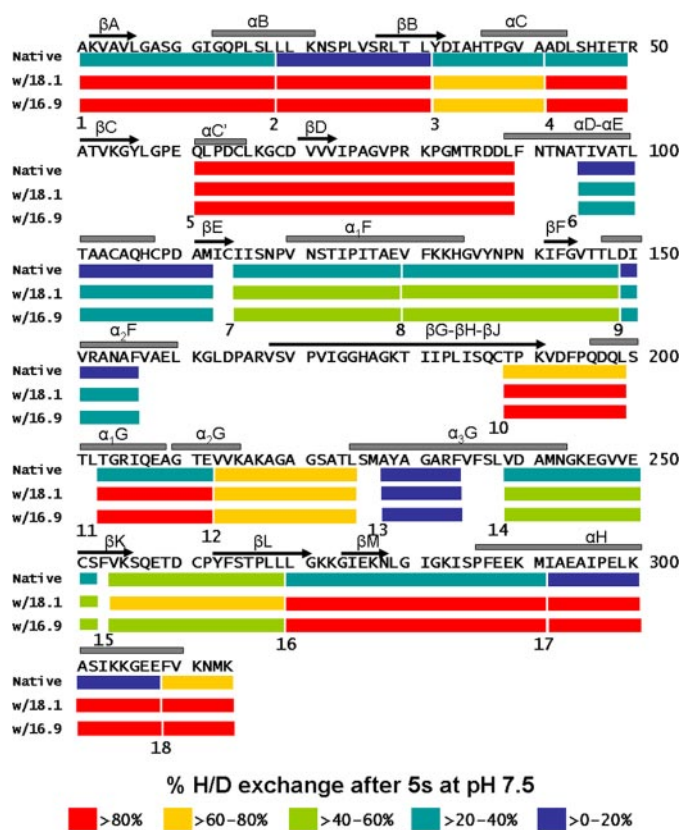 βA αB βB αC
AKVAVLGASG GIGQPLSLLL KNSPLVSRLT LYDIAHTPGV AADLSHIETR 50
Native
w/18.1
w/16.9
1 2 3 4
βC αC' βD αD-αE
ATVKGYLGPE QLPDCLKGCD VVVIPAGVPR KPGMTRDDLF NTNATIVATL 100
Native
w/18.1
w/16.9
5 6
βE α₁F βF
TAACAQHCPD AMICIISNPV NSTIPITAEV FKKHGVYNPN KIFGVTTLDI 150
Native
w/18.1
w/16.9
7 8 9
α₂F βG-βH-βJ
VRANAFVAEL KGLDPARVSV PVIGGHAGKT IIPLISQCTP KVDFPQDQLS 200
Native
w/18.1
w/16.9
10
α₁G α₂G α₃G
TLTGRIQEAG TEVVKAKAGA GSATLSMAYA GARFVFSLVD AMNGKEGVVE 250
Native
w/18.1
w/16.9
11 12 13 14
βK βL βM αH
CSFVKSQETD CPYFSTPLLL GKKGIEKNLG IGKISPFEEK MIAEAIPELK 300
Native
w/18.1
w/16.9
15 16 17
ASIKKGEEFV KNMK
Native
w/18.1
w/16.9
18
% H/D exchange after 5s at pH 7.5
>80% >60-80% >40-60% >20-40% >0-20%